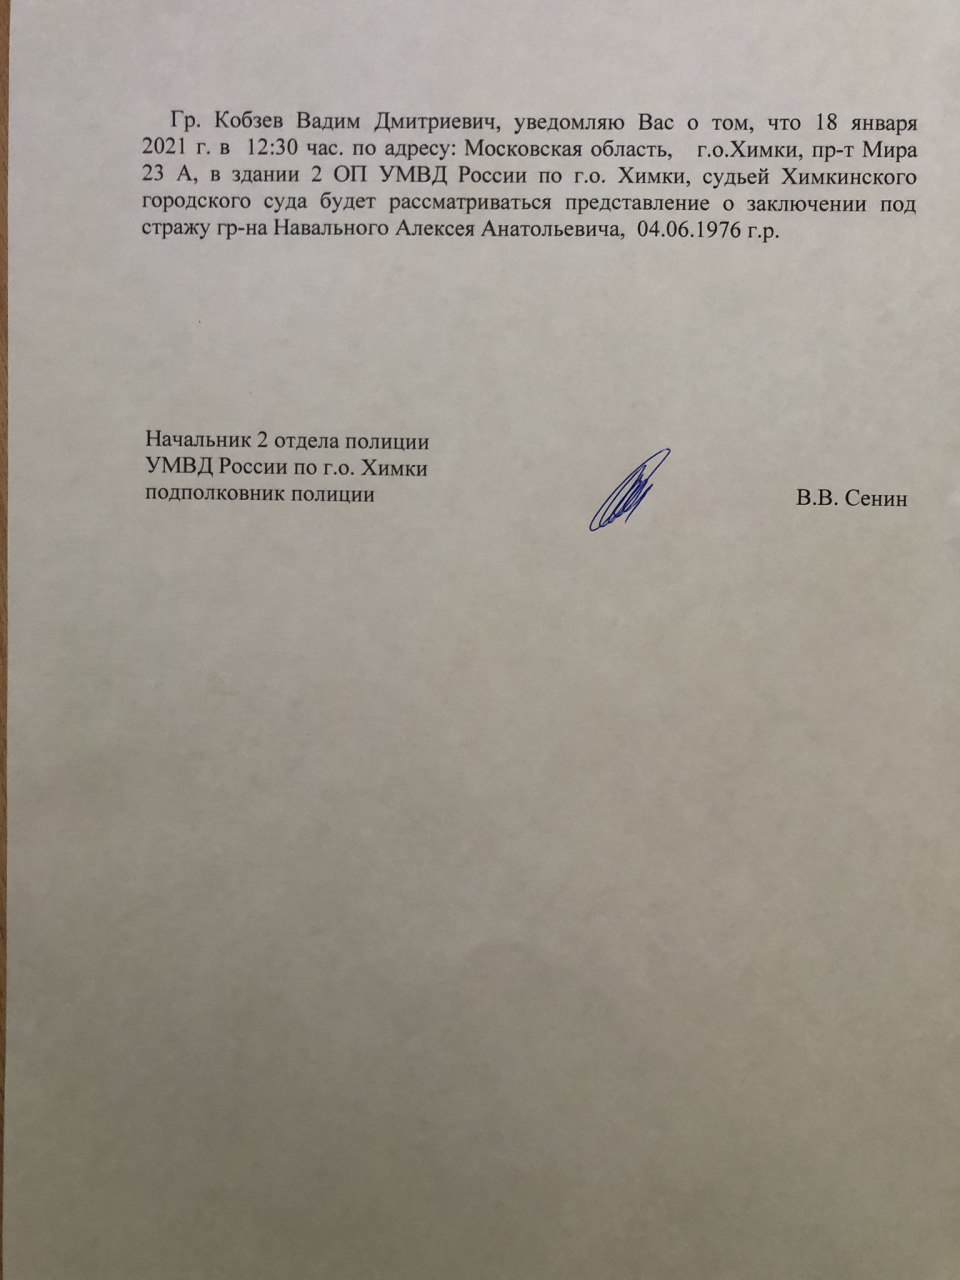 Гр. Кобзев Вадим Дмитриевич, уведомляю Вас о том, что 18 января
2021 г. в 12:30 час. по адресу: Московская область, г.о.Химки, пр-т Мира
23 А, в здании 2 ОП УМВД России по г.о. Химки, судьей Химкинского
городского суда будет рассматриваться представление о заключении под
стражу гр-на Навального Алексея Анатольевича, 04.06.1976 г.р.
Начальник 2 отдела полиции
УМВД России по г.о. Химки
подполковник полиции
В.В. Сенин